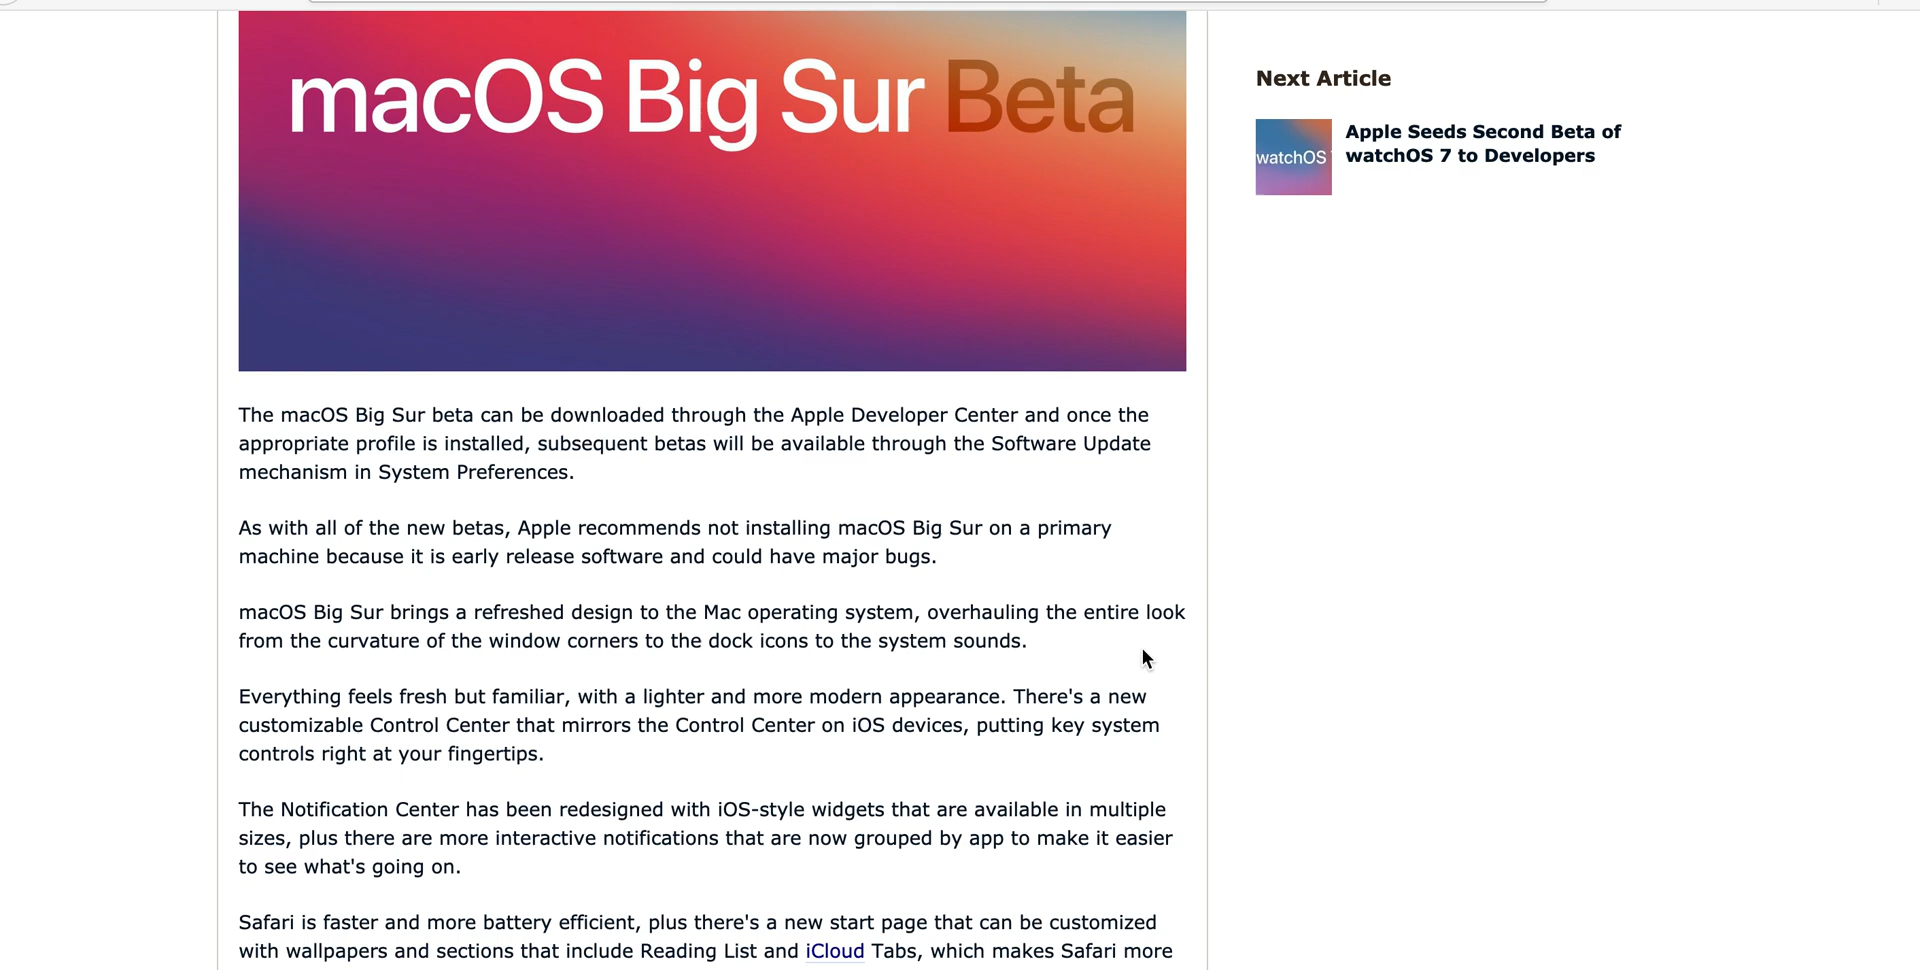 macOS Big Sur Beta
Next Article
watchOS
Apple Seeds Second Beta of
watchOS 7 to Developers
The macOS Big Sur beta can be downloaded through the Apple Developer Center and once the
appropriate profile is installed, subsequent betas will be available through the Software Update
mechanism in System Preferences.
As with all of the new betas, Apple recommends not installing macOS Big Sur on a primary
machine because it is early release software and could have major bugs.
macOS Big Sur brings a refreshed design to the Mac operating system, overhauling the entire look
from the curvature of the window corners to the dock icons to the system sounds.
Everything feels fresh but familiar, with a lighter and more modern appearance. There's a new
customizable Control Center that mirrors the Control Center on iOS devices, putting key system
controls right at your fingertips.
The Notification Center has been redesigned with iOS-style widgets that are available in multiple
sizes, plus there are more interactive notifications that are now grouped by app to make it easier
to see what's going on.
Safari is faster and more battery efficient, plus there's a new start page that can be customized
with wallpapers and sections that include Reading List and iCloud Tabs, which makes Safari more